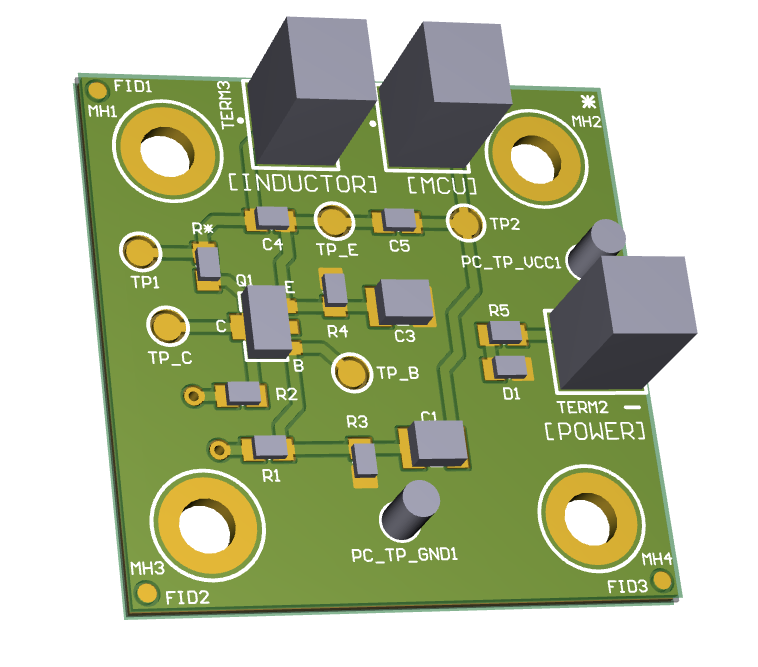 FID1
MH1
TERM3
MH2
[INDUCTOR]
[MCU]
R*
C4
TP_E
C5
TP2
PC_TP_VCC1
TP1
Q1
E
R5
C
R4
C3
TP_C
B
TP_B
D1
R2
TERM2
R3
C1
[POWER]
R1
PC_TP_GND1
MH3
MH4
FID2
FID3